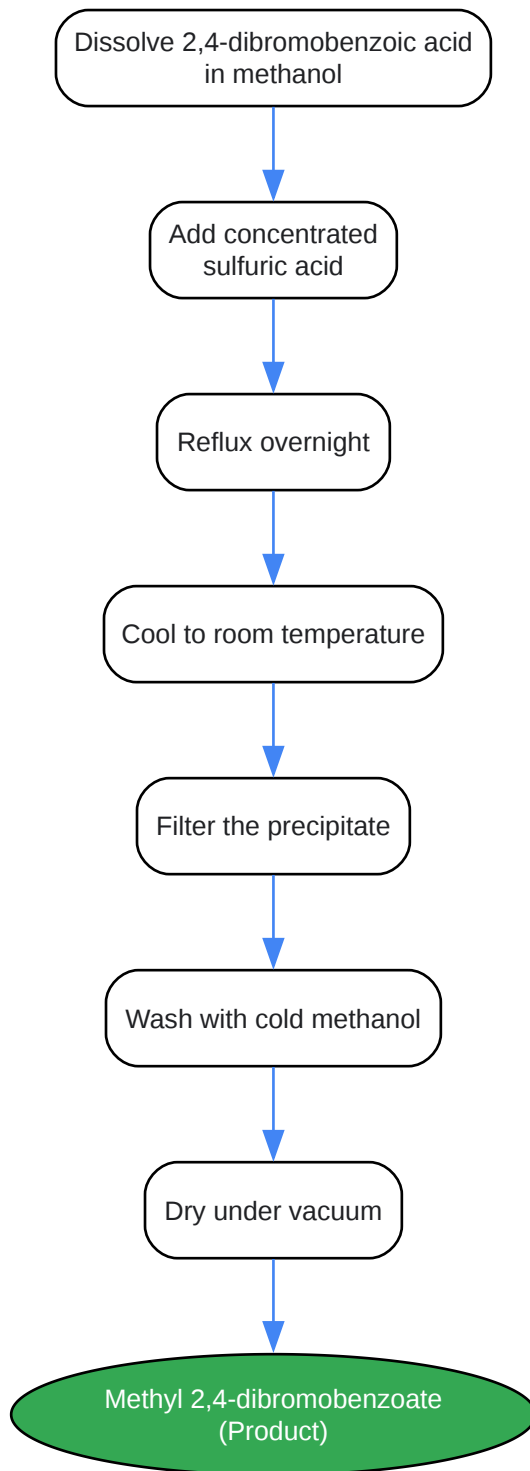 Dissolve 2,4-dibromobenzoic acid
in methanol
Add concentrated
sulfuric acid
Reflux overnight
Cool to room temperature
Filter the precipitate
Wash with cold methanol
Dry under vacuum
Methyl 2,4-dibromobenzoate
(Product)